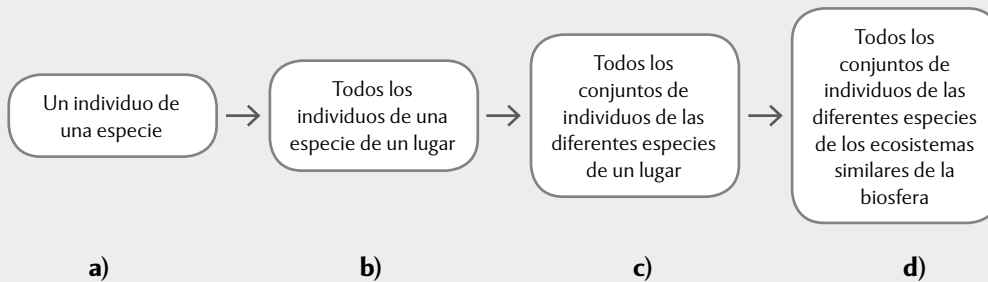 Un individuo de
una especie
Todos los
individuos de una
especie de un lugar
Todos los
conjuntos de
individuos de las
diferentes especies
de un lugar
Todos los
conjuntos de
individuos de las
diferentes especies
de los ecosistemas
similares de la
biosfera
a)
b)
c)
d)